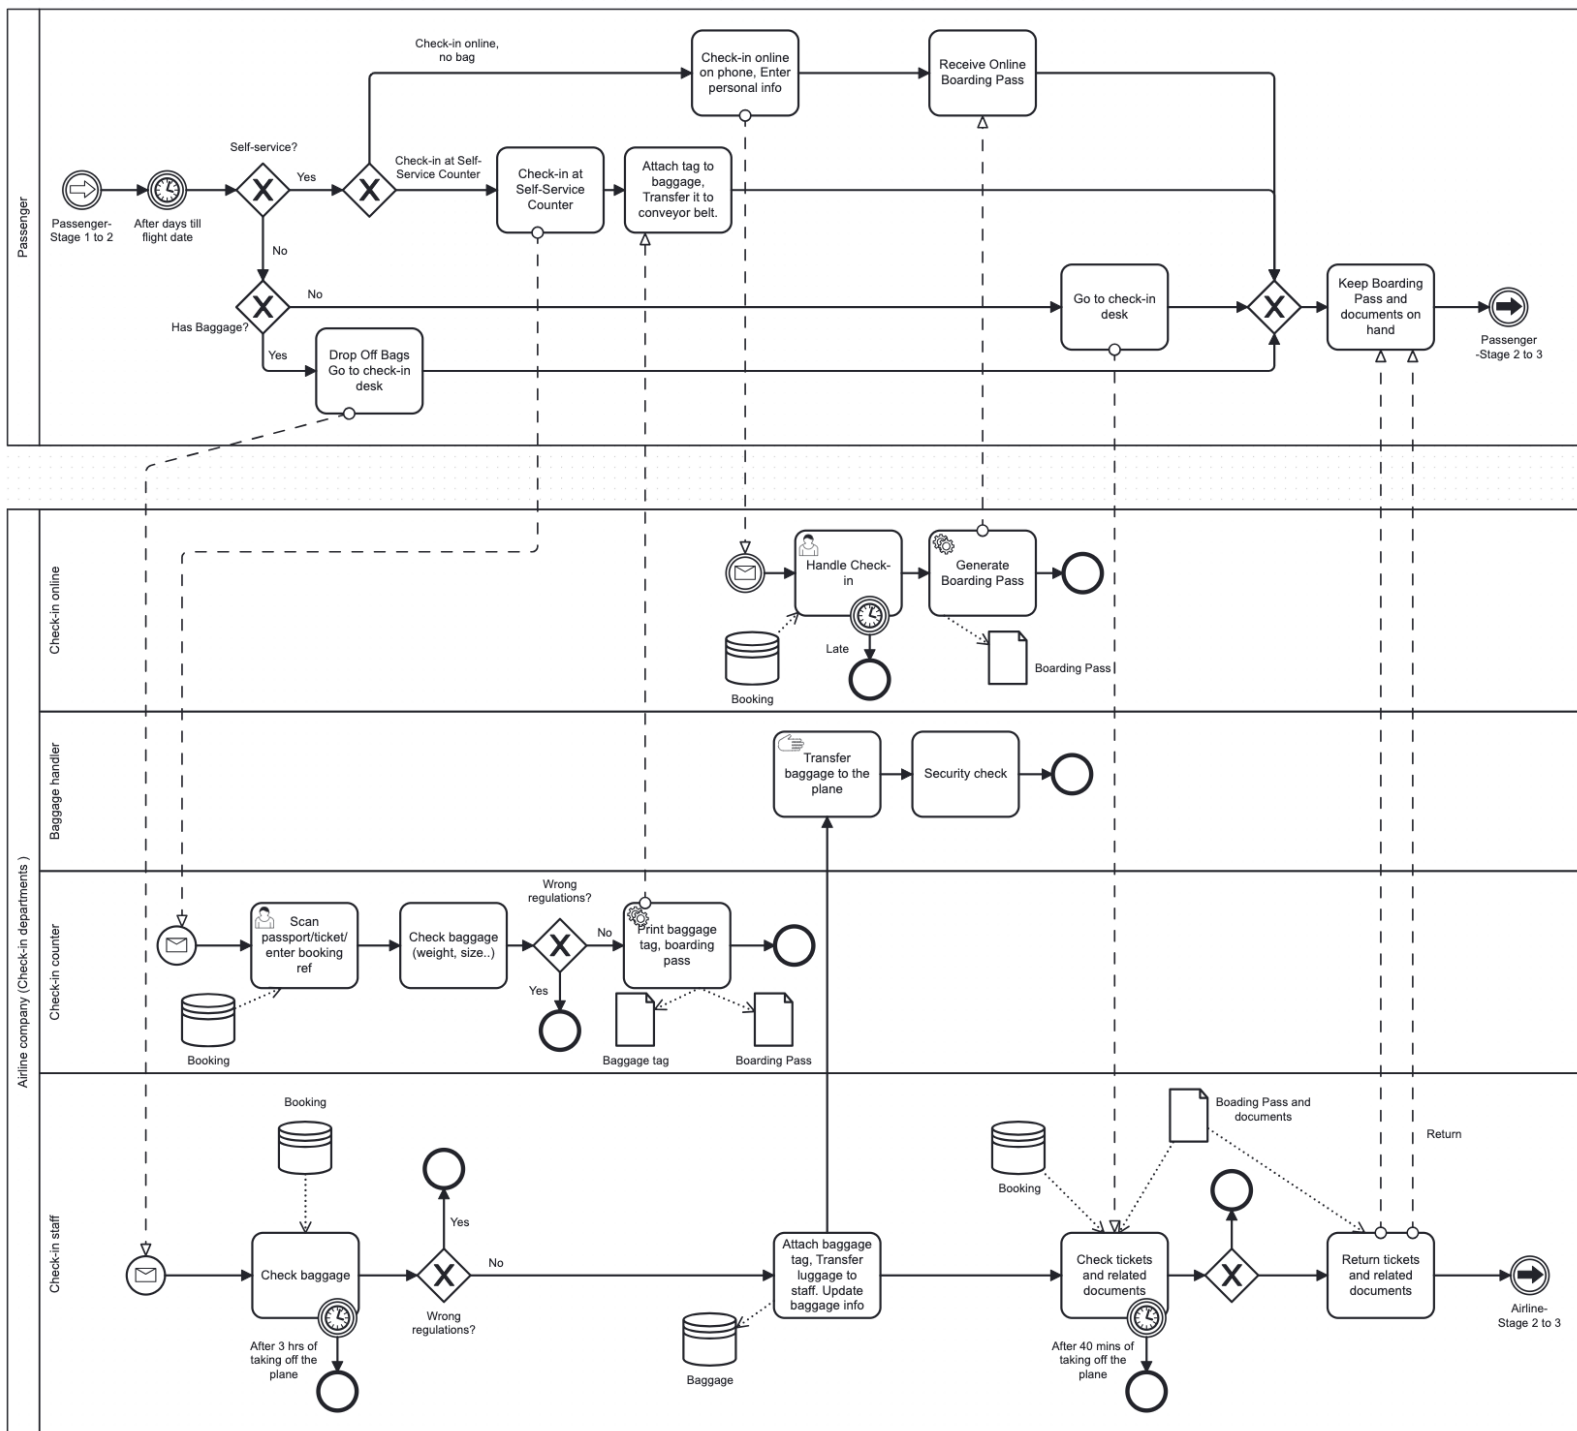 Passenger
Check-in online,
no bag
Check-in online
on phone, Enter
personal info
Receive Online
Boarding Pass
Self-service?
Yes
Check-in at Self-
Service Counter
Check-in at
Self-Service
Counter
Attach tag to
baggage,
Transfer it to
conveyor belt.
Passenger-
Stage 1 to 2
After days till
flight date
No
Has Baggage?
No
Yes
Drop Off Bags
Go to check-in
desk
Go to check-in
desk
Keep Boarding
Pass and
documents on
hand
Passenger
-Stage 2 to 3
Airline company (Check-in departments )
Check-in online
Handle Check-
in
Generate
Boarding Pass
Late
Booking
Boarding Pass
Baggage handler
Transfer
baggage to the
plane
Security check
Check-in counter
Scan
passport/ticket/
enter booking
ref
Check baggage
(weight, size..)
Wrong
regulations?
No
Yes
Print baggage
tag, boarding
pass
Booking
Baggage tag
Boarding Pass
Check-in staff
Booking
Check baggage
After 3 hrs of
taking off the
plane
Yes
No
Wrong
regulations?
Attach baggage
tag, Transfer
luggage to
staff. Update
baggage info
Baggage
Booking
Boading Pass and
documents
Check tickets
and related
documents
After 40 mins of
taking off the
plane
Return
Return tickets
and related
documents
Airline-
Stage 2 to 3